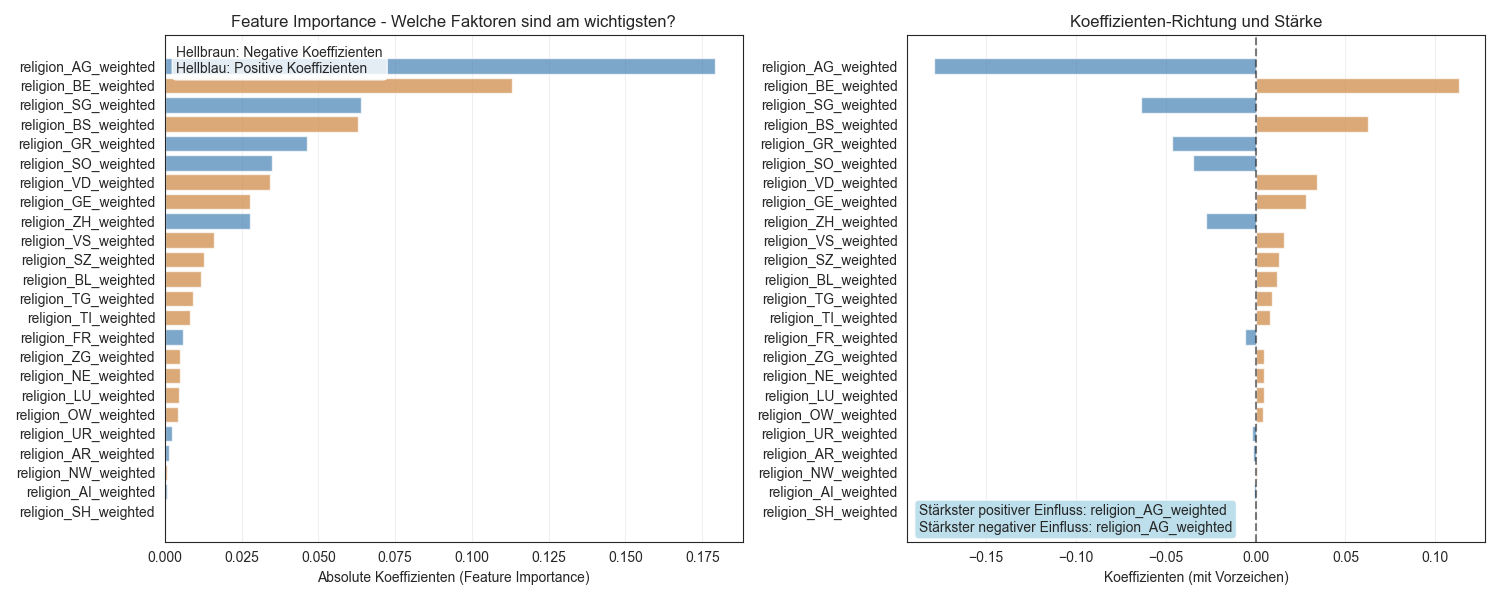 Feature Importance - Welche Faktoren sind am wichtigsten?
Hellbraun: Negative Koeffizienten
Hellblau: Positive Koeffizienten
religion_AG_weighted
religion_BE_weighted
religion_SG_weighted
religion_BS_weighted
religion_GR_weighted
religion_SO_weighted
religion_VD_weighted
religion_GE_weighted
religion_ZH_weighted
religion_VS_weighted
religion_SZ_weighted
religion_BL_weighted
religion_TG_weighted
religion_TI_weighted
religion_FR_weighted
religion_ZG_weighted
religion_NE_weighted
religion_LU_weighted
religion_OW_weighted
religion_UR_weighted
religion_AR_weighted
religion_NW_weighted
religion_AI_weighted
religion_SH_weighted
0.000 0.025 0.050 0.075 0.100 0.125 0.150 0.175
Absolute Koeffizienten (Feature Importance)
Koeffizienten-Richtung und Stärke
religion_AG_weighted
religion_BE_weighted
religion_SG_weighted
religion_BS_weighted
religion_GR_weighted
religion_SO_weighted
religion_VD_weighted
religion_GE_weighted
religion_ZH_weighted
religion_VS_weighted
religion_SZ_weighted
religion_BL_weighted
religion_TG_weighted
religion_TI_weighted
religion_FR_weighted
religion_ZG_weighted
religion_NE_weighted
religion_LU_weighted
religion_OW_weighted
religion_UR_weighted
religion_AR_weighted
religion_NW_weighted
religion_AI_weighted
religion_SH_weighted
Stärkster positiver Einfluss: religion_AG_weighted
Stärkster negativer Einfluss: religion_AG_weighted
−0.15 −0.10 −0.05 0.00 0.05 0.10
Koeffizienten (mit Vorzeichen)